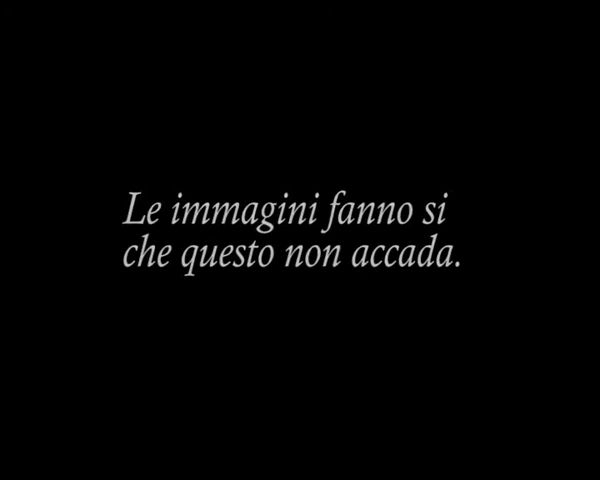 Le immagini fanno si
che questo non accada.